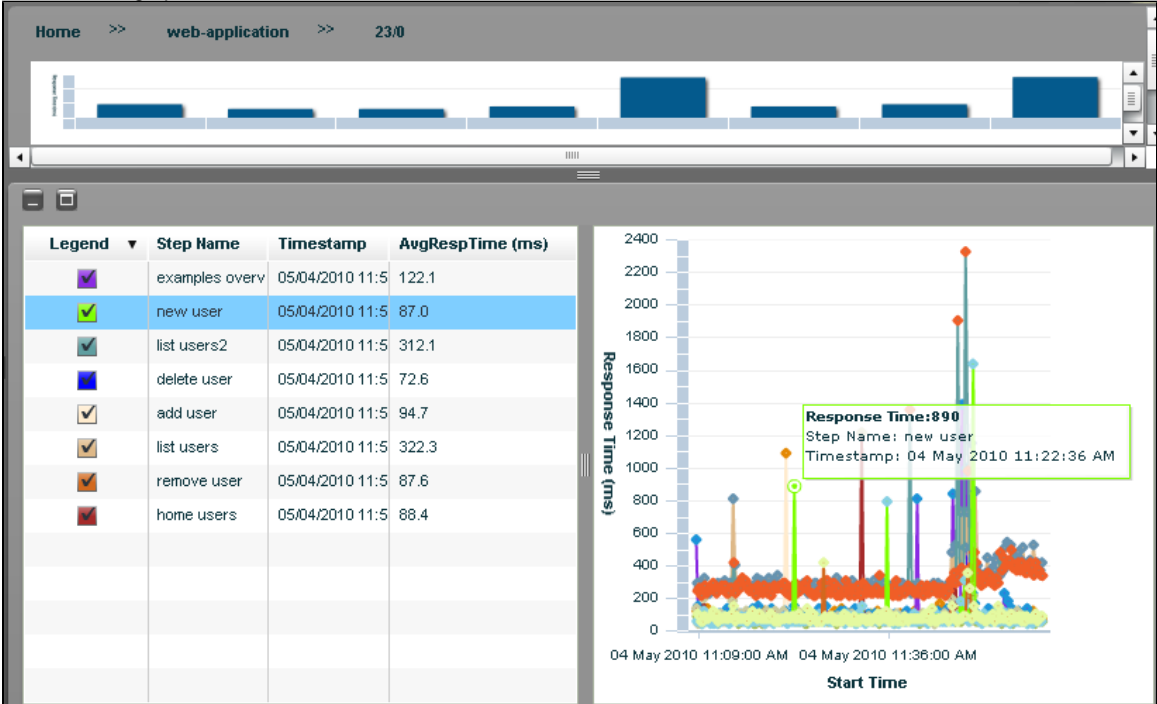 Home >> web-application >> 23/0
Legend ▼ Step Name Timestamp AvgRespTime (ms)
examples overv 05/04/2010 11:5 122.1
new user 05/04/2010 11:5 87.0
list users2 05/04/2010 11:5 312.1
delete user 05/04/2010 11:5 72.6
add user 05/04/2010 11:5 94.7
list users 05/04/2010 11:5 322.3
remove user 05/04/2010 11:5 87.6
home users 05/04/2010 11:5 88.4
Response Time (ms)
2400
2200
2000
1800
1600
1400
1200
1000
800
600
400
200
0
Response Time:890
Step Name: new user
Timestamp: 04 May 2010 11:22:36 AM
04 May 2010 11:09:00 AM 04 May 2010 11:36:00 AM
Start Time